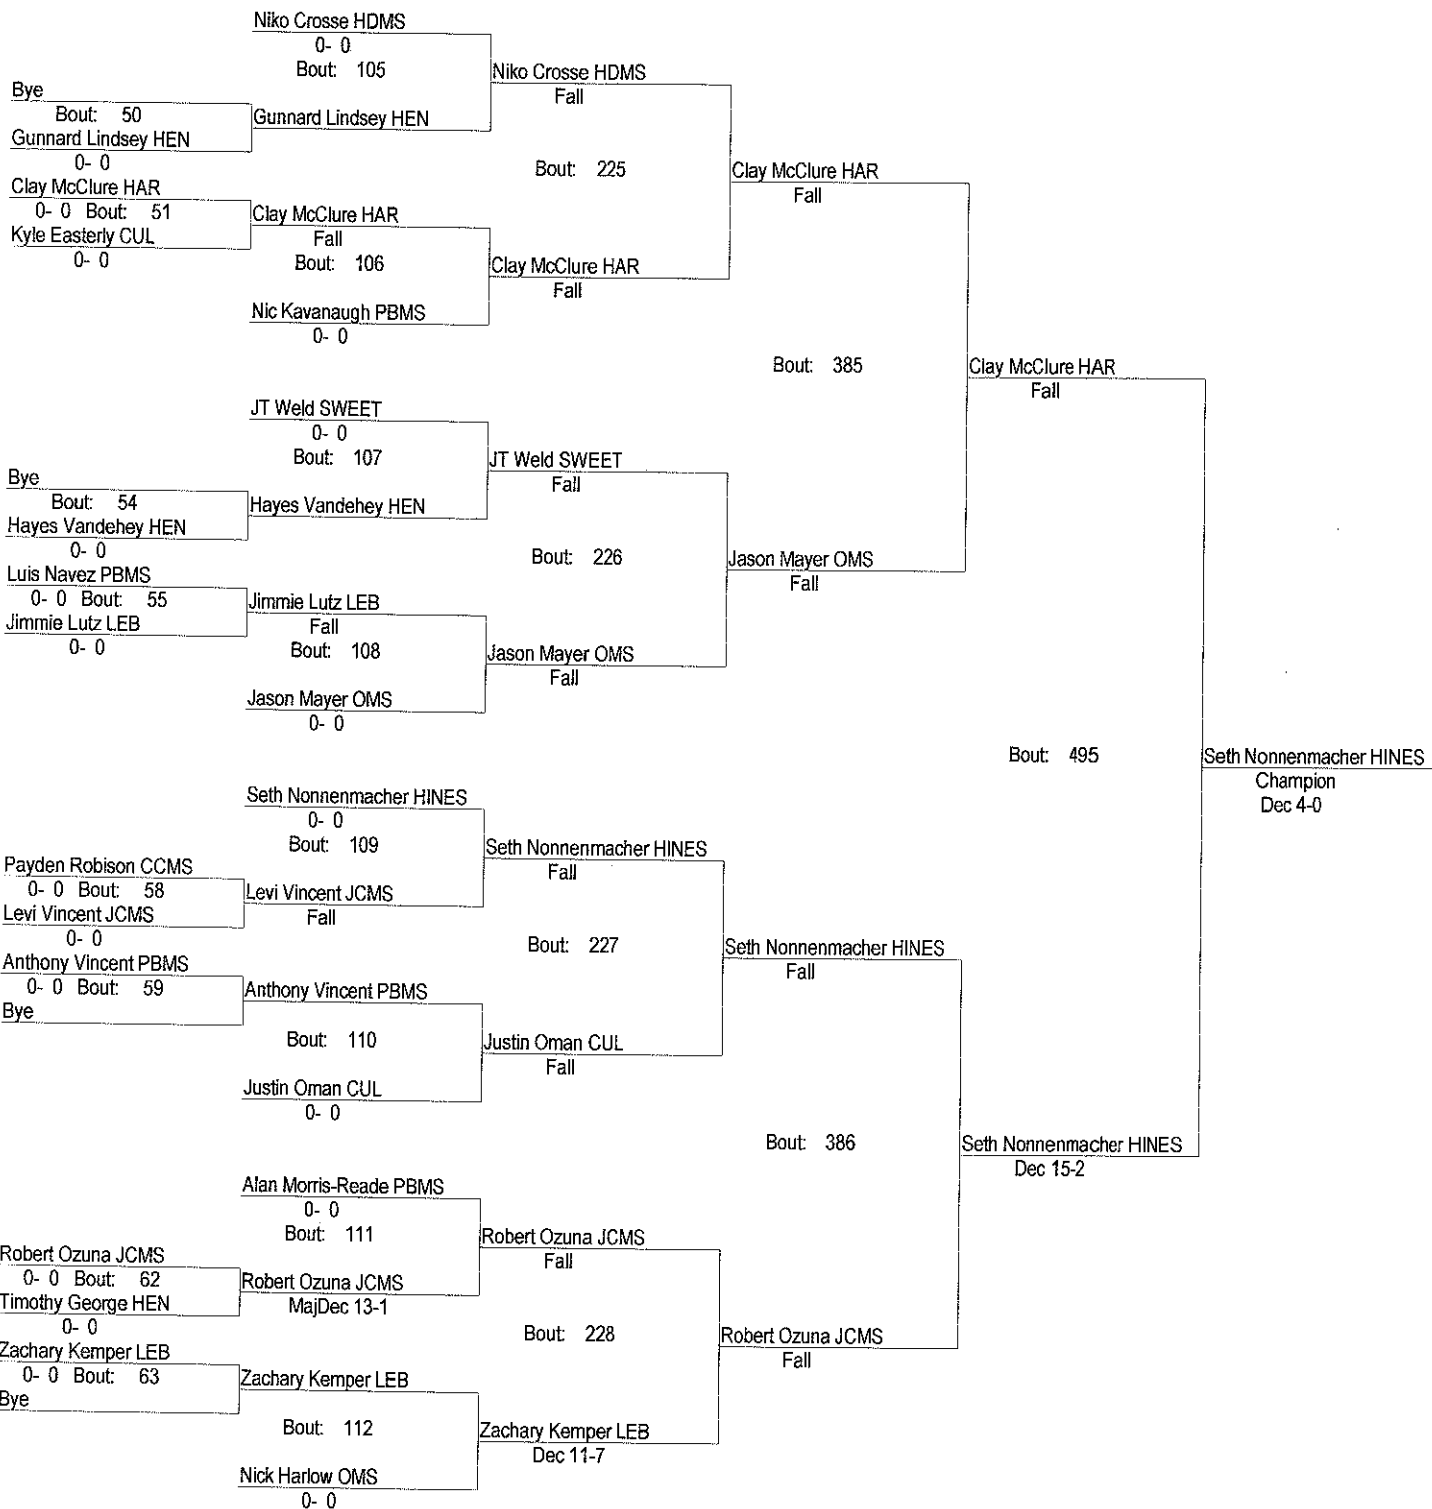 Niko Crosse HDMS
0- 0
Bout: 105
Niko Crosse HDMS
Fall
Bye
Bout: 50
Gunnard Lindsey HEN
Gunnard Lindsey HEN
0- 0
Bout: 225
Clay McClure HAR
Fall
Clay McClure HAR
0- 0 Bout: 51
Clay McClure HAR
Fall
Kyle Easterly CUL
0- 0
Bout: 106
Clay McClure HAR
Fall
Nic Kavanaugh PBMS
0- 0
Bout: 385
Clay McClure HAR
Fall
JT Weld SWEET
0- 0
Bout: 107
JT Weld SWEET
Fall
Bye
Bout: 54
Hayes Vandehey HEN
Hayes Vandehey HEN
0- 0
Bout: 226
Jason Mayer OMS
Fall
Luis Navez PBMS
0- 0 Bout: 55
Jimmie Lutz LEB
Fall
Jimmie Lutz LEB
0- 0
Bout: 108
Jason Mayer OMS
Fall
Jason Mayer OMS
0- 0
Bout: 495
Seth Nonnenmacher HINES
Champion
Dec 4-0
Seth Nonnenmacher HINES
0- 0
Bout: 109
Seth Nonnenmacher HINES
Fall
Payden Robison CCMS
0- 0 Bout: 58
Levi Vincent JCMS
Fall
Levi Vincent JCMS
0- 0
Bout: 227
Seth Nonnenmacher HINES
Fall
Anthony Vincent PBMS
0- 0 Bout: 59
Anthony Vincent PBMS
Bye
Bout: 110
Justin Oman CUL
Fall
Justin Oman CUL
0- 0
Bout: 386
Seth Nonnenmacher HINES
Dec 15-2
Alan Morris-Reade PBMS
0- 0
Bout: 111
Robert Ozuna JCMS
Fall
Robert Ozuna JCMS
0- 0 Bout: 62
Robert Ozuna JCMS
MajDec 13-1
Timothy George HEN
0- 0
Bout: 228
Robert Ozuna JCMS
Fall
Zachary Kemper LEB
0- 0 Bout: 63
Zachary Kemper LEB
Bye
Bout: 112
Zachary Kemper LEB
Dec 11-7
Nick Harlow OMS
0- 0